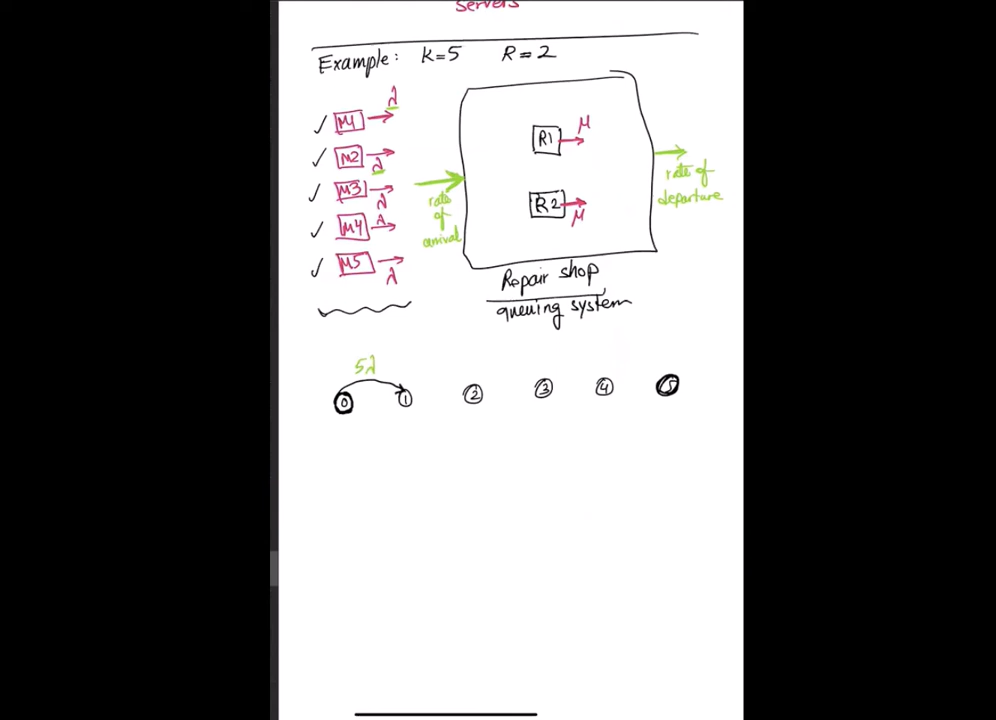 Servers
Example: K=5 R=2
M1 λ
M2 λ
M3 λ
M4 λ
M5 λ
rate
of
arrival
R1 μ
R2 μ
rate of
departure
Repair shop
queuing system
5λ
0 1 2 3 4 5